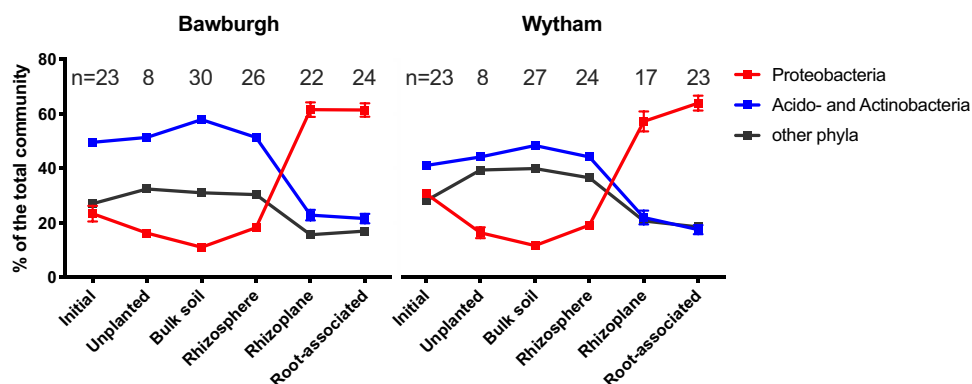 Bawburgh
Wytham
% of the total community
80
60
40
20
0
n=23 8 30 26 22 24
n=23 8 27 24 17 23
Proteobacteria
Acido- and Actinobacteria
other phyla
Initial
Unplanted
Bulk soil
Rhizosphere
Rhizoplane
Root-associated
Initial
Unplanted
Bulk soil
Rhizosphere
Rhizoplane
Root-associated